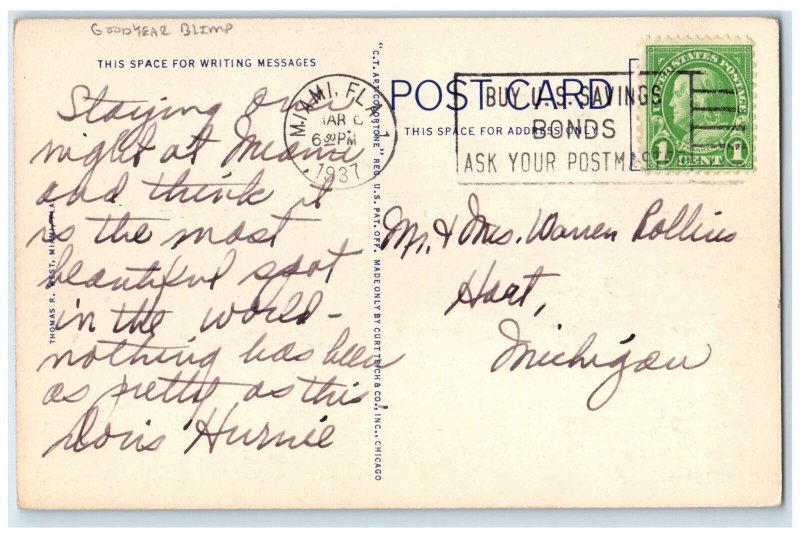 GOODYEAR BLIMP
THIS SPACE FOR WRITING MESSAGES
Staying over
night at Miami
and think it
is the most
beautiful spot
in the world -
nothing has been
as pretty as this.
Doris Hurnie
THOMAS R. WEST, MIAMI, FLA.
"C.T. ART-COLORTONE" REG. U.S. PAT. OFF. MADE ONLY BY CURT TEICH & CO., INC., CHICAGO
POST CARD
THIS SPACE FOR ADDRESS ONLY
MIAMI, FLA. 1
MAR 6
6 30 PM
1937
BUY U.S. SAVINGS
BONDS
ASK YOUR POSTMAS
UNITED STATES POSTAGE
FRANKLIN
1 CENT 1
Mr. & Mrs. Warren Rollins
Hart,
Michigan